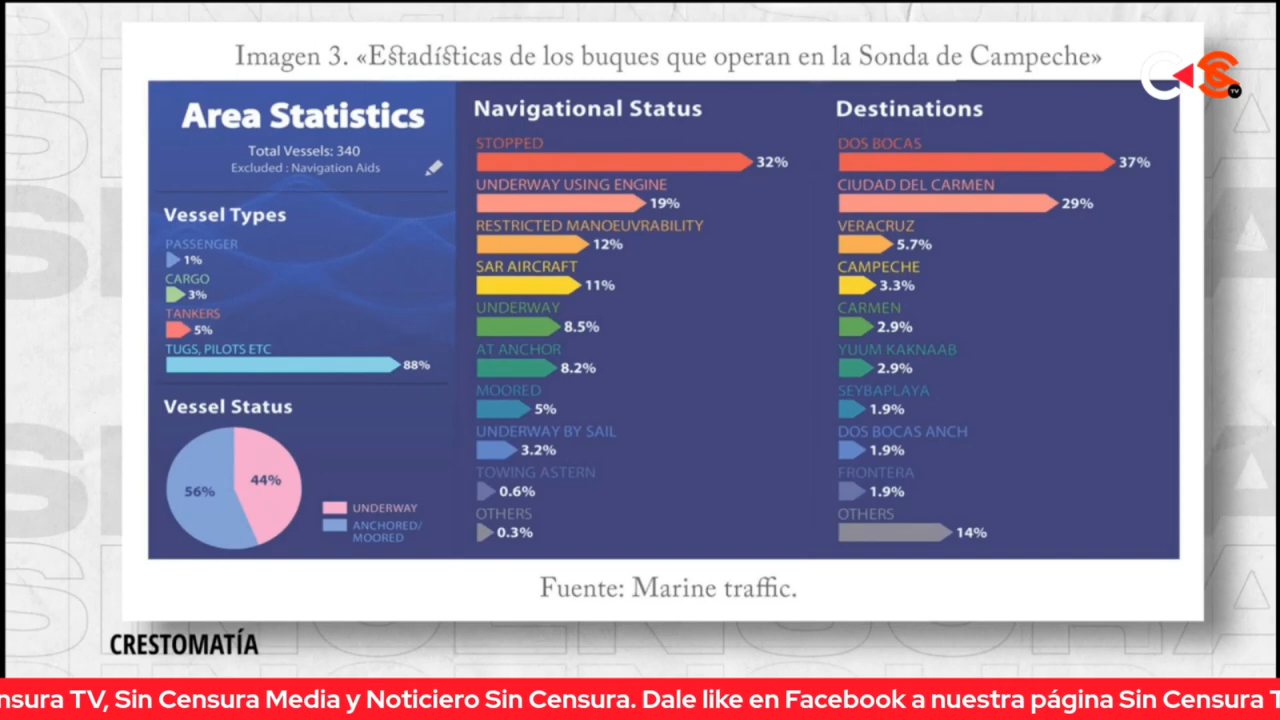 Imagen 3. «Estadísticas de los buques que operan en la Sonda de Campeche»
Area Statistics
Total Vessels: 340
Excluded : Navigation Aids
Vessel Types
PASSENGER
1%
CARGO
3%
TANKERS
5%
TUGS, PILOTS ETC
88%
Vessel Status
56%
44%
UNDERWAY
ANCHORED/
MOORED
Navigational Status
STOPPED
32%
UNDERWAY USING ENGINE
19%
RESTRICTED MANOEUVRABILITY
12%
SAR AIRCRAFT
11%
UNDERWAY
8.5%
AT ANCHOR
8.2%
MOORED
5%
UNDERWAY BY SAIL
3.2%
TOWING ASTERN
0.6%
OTHERS
0.3%
Destinations
DOS BOCAS
37%
CIUDAD DEL CARMEN
29%
VERACRUZ
5.7%
CAMPECHE
3.3%
CARMEN
2.9%
YUUM KAKNAAB
2.9%
SEYBAPLAYA
1.9%
DOS BOCAS ANCH
1.9%
FRONTERA
1.9%
OTHERS
14%
Fuente: Marine traffic.
TV
CRESTOMATÍA
nsura TV, Sin Censura Media y Noticiero Sin Censura. Dale like en Facebook a nuestra página Sin Censura T